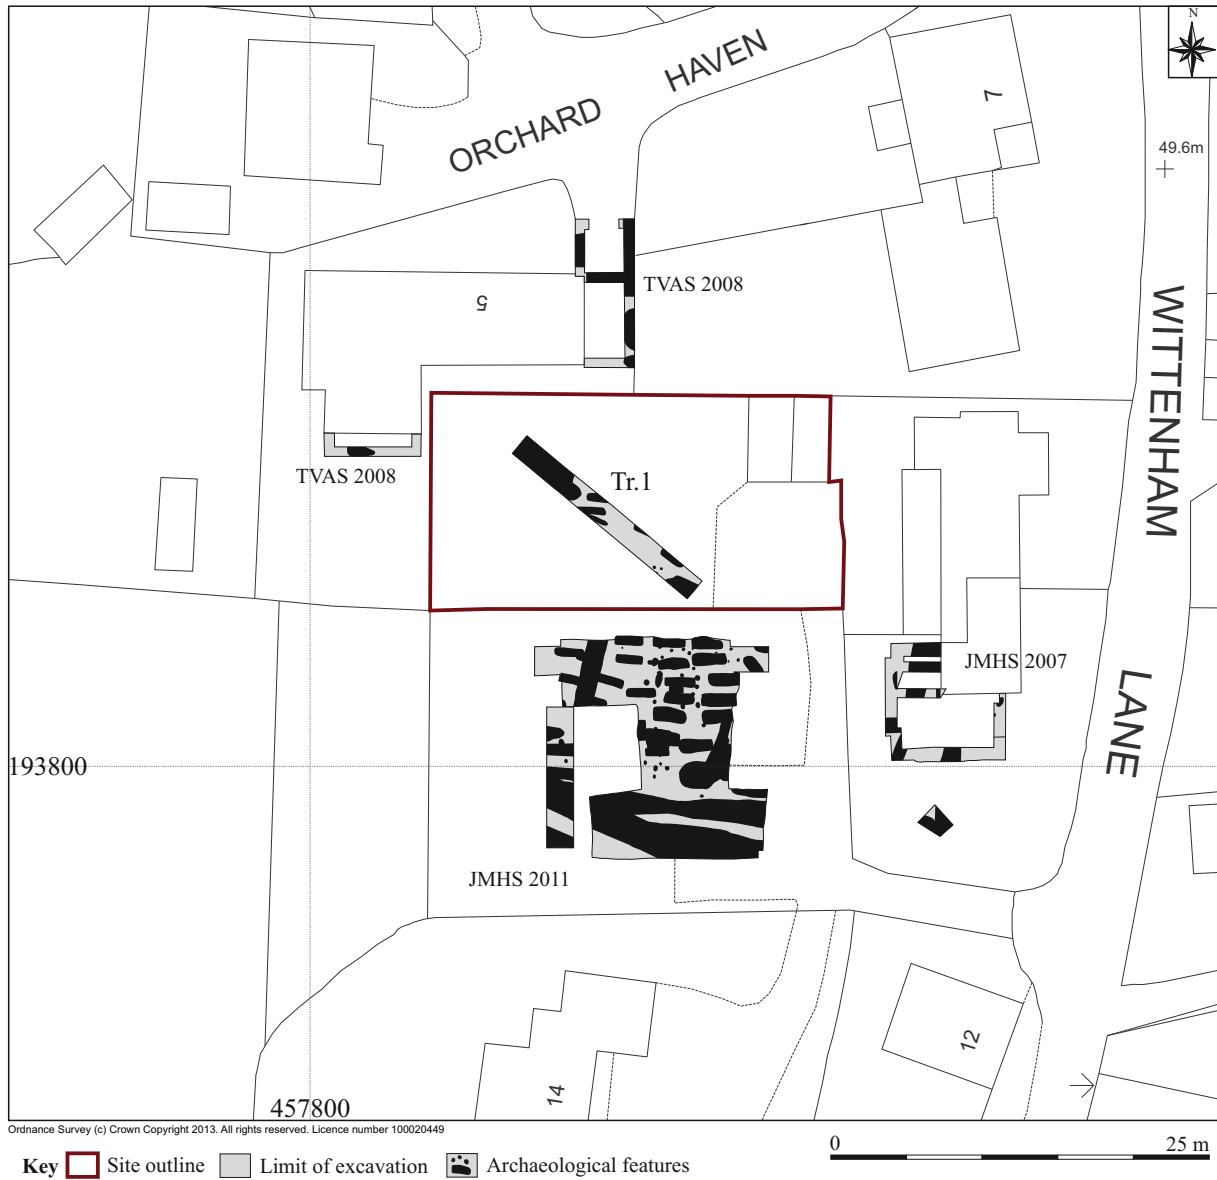 N
ORCHARD HAVEN
7
49.6m
TVAS 2008
5
WITTENHAM LANE
TVAS 2008
Tr.1
JMHS 2007
193800
JMHS 2011
12
14
457800
Ordnance Survey (c) Crown Copyright 2013. All rights reserved. Licence number 100020449
0 25 m
Key Site outline Limit of excavation Archaeological features